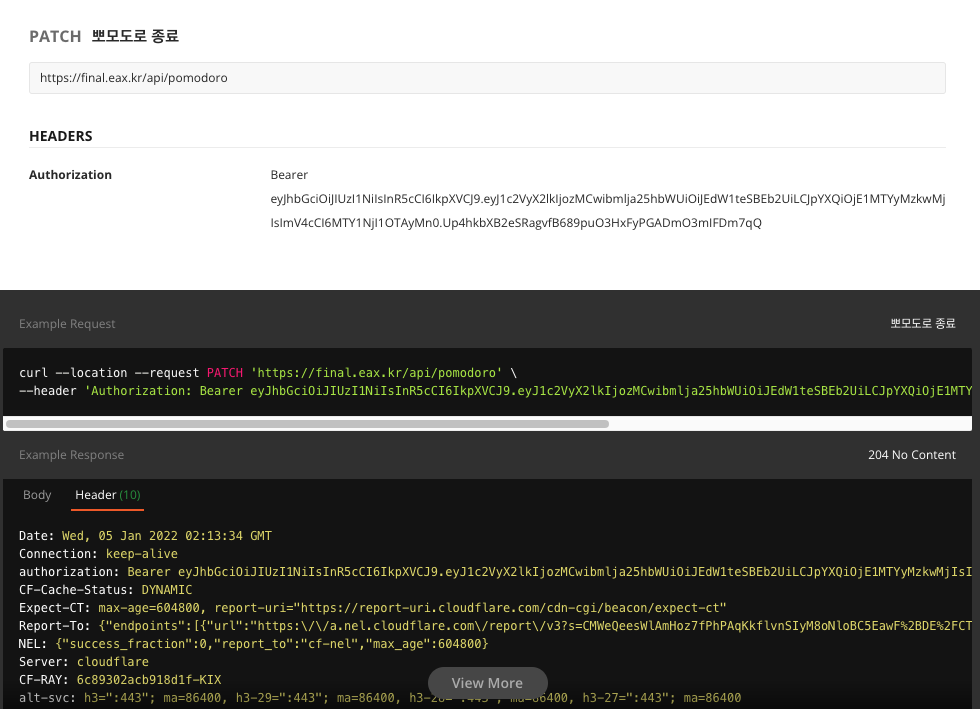 PATCH 뽀모도로 종료
https://final.eax.kr/api/pomodoro
HEADERS
Authorization
Bearer
eyJhbGciOiJIUzI1NiIsInR5cCI6IkpXVCJ9.eyJ1c2VyX2lkIjozMCwibmlja25hbWUiOiJEdW1teSBEb2UiLCJpYXQiOjE1MTYyMzkwMj
IsImV4cCI6MTY1NjI1OTAyMn0.Up4hkbXB2eSRagvfB689puO3HxFyPGADmO3mIFDm7qQ
Example Request
뽀모도로 종료
curl --location --request PATCH 'https://final.eax.kr/api/pomodoro' \
--header 'Authorization: Bearer eyJhbGciOiJIUzI1NiIsInR5cCI6IkpXVCJ9.eyJ1c2VyX2lkIjozMCwibmlja25hbWUiOiJEdW1teSBEb2UiLCJpYXQiOjE1MTY
Example Response
204 No Content
Body
Header (10)
Date: Wed, 05 Jan 2022 02:13:34 GMT
Connection: keep-alive
authorization: Bearer eyJhbGciOiJIUzI1NiIsInR5cCI6IkpXVCJ9.eyJ1c2VyX2lkIjozMCwibmlja25hbWUiOiJEdW1teSBEb2UiLCJpYXQiOjE1MTYyMzkwMjIsI
CF-Cache-Status: DYNAMIC
Expect-CT: max-age=604800, report-uri="https://report-uri.cloudflare.com/cdn-cgi/beacon/expect-ct"
Report-To: {"endpoints":[{"url":"https:\/\/a.nel.cloudflare.com\/report\/v3?s=CMWeQeesWlAmHoz7fPhPAqKkflvnSIyM8oNloBC5EawF%2BDE%2FCT
NEL: {"success_fraction":0,"report_to":"cf-nel","max_age":604800}
Server: cloudflare
CF-RAY: 6c89302acb918d1f-KIX
View More
alt-svc: h3=":443"; ma=86400, h3-29=":443"; ma=86400, h3-28=":443"; ma=86400, h3-27=":443"; ma=86400